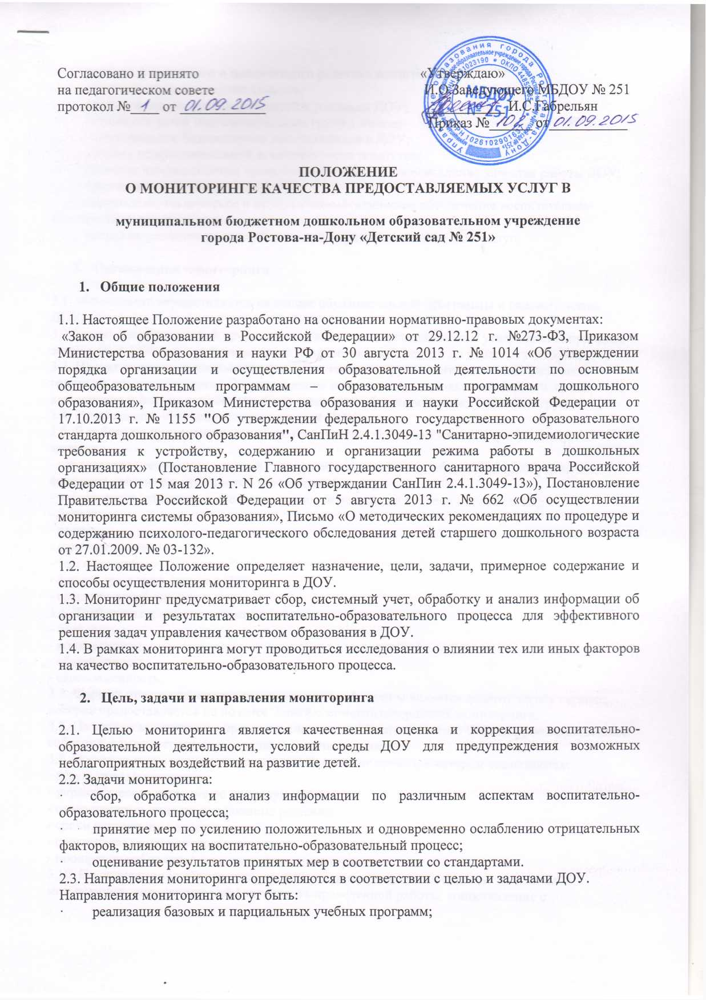 Согласовано и принято
на педагогическом совете
протокол № 1 от 01.09.2015
«Утверждаю»
И.О.Заведующего МБДОУ № 251
И.С.Габрельян
Приказ № 102 от 01.09.2015
МБДОУ
№ 251
ПОЛОЖЕНИЕ
О МОНИТОРИНГЕ КАЧЕСТВА ПРЕДОСТАВЛЯЕМЫХ УСЛУГ В
муниципальном бюджетном дошкольном образовательном учреждение
города Ростова-на-Дону «Детский сад № 251»
1. Общие положения
1.1. Настоящее Положение разработано на основании нормативно-правовых документах:
«Закон об образовании в Российской Федерации» от 29.12.12 г. №273-ФЗ, Приказом
Министерства образования и науки РФ от 30 августа 2013 г. № 1014 «Об утверждении
порядка организации и осуществления образовательной деятельности по основным
общеобразовательным программам – образовательным программам дошкольного
образования», Приказом Министерства образования и науки Российской Федерации от
17.10.2013 г. № 1155 "Об утверждении федерального государственного образовательного
стандарта дошкольного образования", СанПиН 2.4.1.3049-13 "Санитарно-эпидемиологические
требования к устройству, содержанию и организации режима работы в дошкольных
организациях» (Постановление Главного государственного санитарного врача Российской
Федерации от 15 мая 2013 г. N 26 «Об утверждании СанПин 2.4.1.3049-13»), Постановление
Правительства Российской Федерации от 5 августа 2013 г. № 662 «Об осуществлении
мониторинга системы образования», Письмо «О методических рекомендациях по процедуре и
содержанию психолого-педагогического обследования детей старшего дошкольного возраста
от 27.01.2009. № 03-132».
1.2. Настоящее Положение определяет назначение, цели, задачи, примерное содержание и
способы осуществления мониторинга в ДОУ.
1.3. Мониторинг предусматривает сбор, системный учет, обработку и анализ информации об
организации и результатах воспитательно-образовательного процесса для эффективного
решения задач управления качеством образования в ДОУ.
1.4. В рамках мониторинга могут проводиться исследования о влиянии тех или иных факторов
на качество воспитательно-образовательного процесса.
2. Цель, задачи и направления мониторинга
2.1. Целью мониторинга является качественная оценка и коррекция воспитательно-
образовательной деятельности, условий среды ДОУ для предупреждения возможных
неблагоприятных воздействий на развитие детей.
2.2. Задачи мониторинга:
· сбор, обработка и анализ информации по различным аспектам воспитательно-
образовательного процесса;
· принятие мер по усилению положительных и одновременно ослаблению отрицательных
факторов, влияющих на воспитательно-образовательный процесс;
· оценивание результатов принятых мер в соответствии со стандартами.
2.3. Направления мониторинга определяются в соответствии с целью и задачами ДОУ.
Направления мониторинга могут быть:
· реализация базовых и парциальных учебных программ;